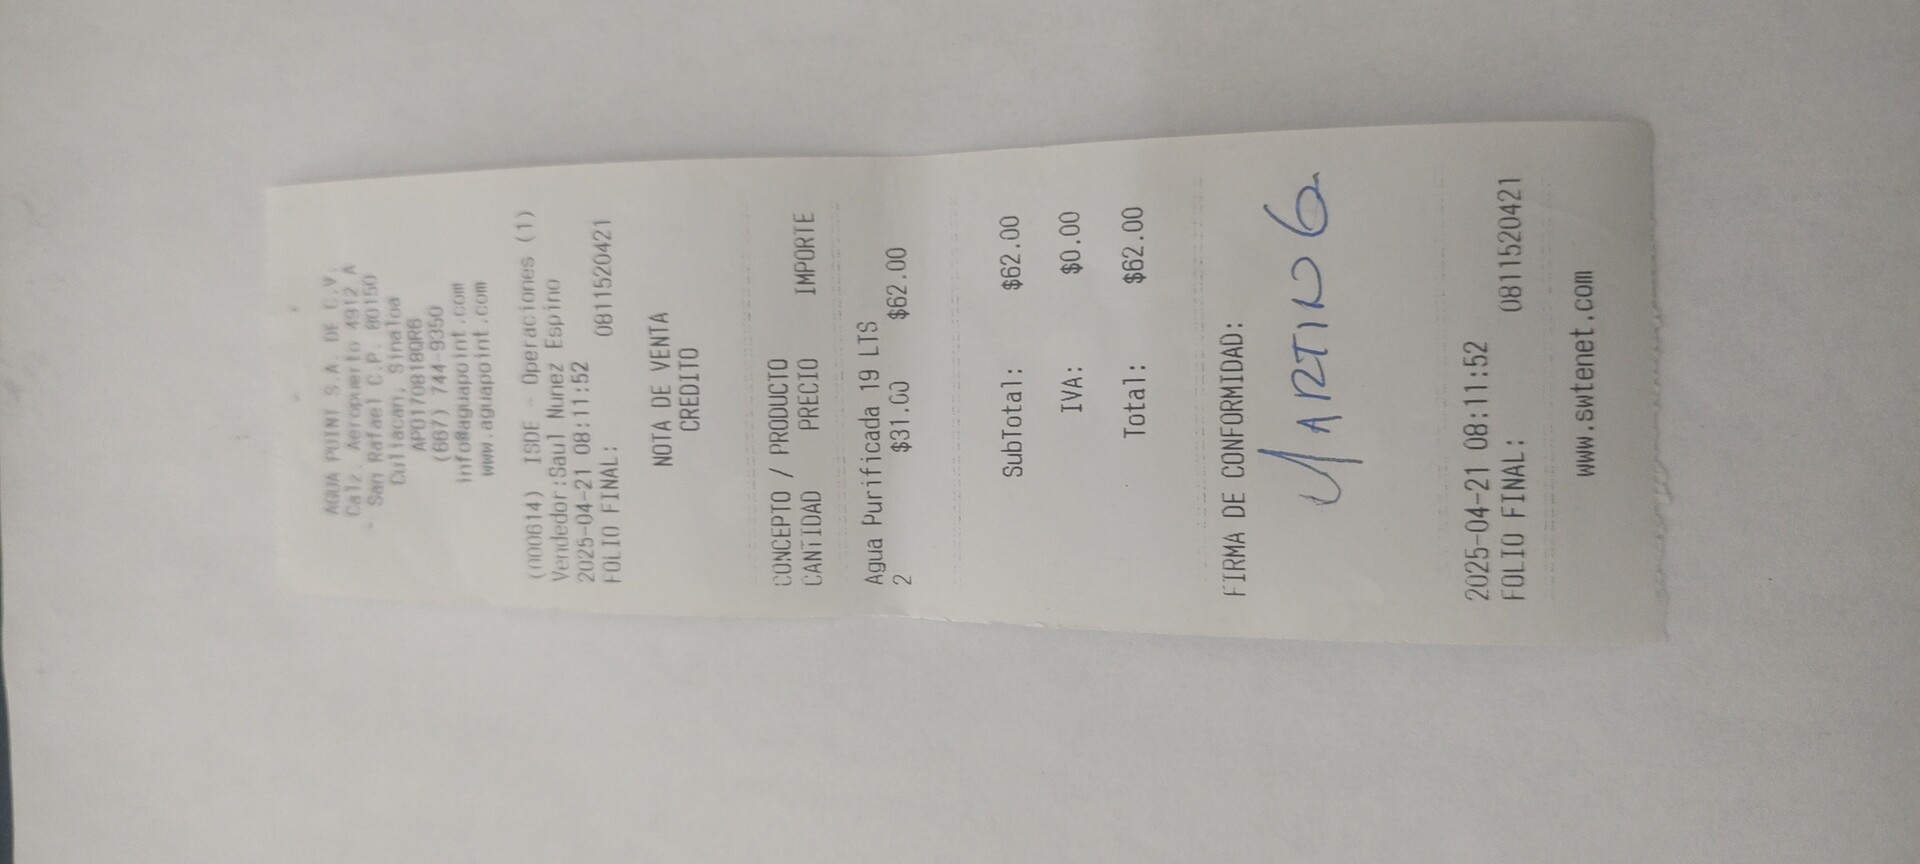 AGUA POINT S.A. DE C.V.
Calz. Aeropuerto 4912 A
San Rafael C.P. 80150
Culiacan, Sinaloa
APO170818QR6
(667) 744-9350
info@aguapoint.com
www.aguapoint.com
(000614) ISDE - Operaciones (1)
Vendedor:Saul Nunez Espino
2025-04-21 08:11:52
FOLIO FINAL: 0811520421
NOTA DE VENTA
CREDITO
CONCEPTO / PRODUCTO
CANTIDAD PRECIO IMPORTE
Agua Purificada 19 LTS
2 $31.00 $62.00
SubTotal: $62.00
IVA: $0.00
Total: $62.00
FIRMA DE CONFORMIDAD:
MARTIN G
2025-04-21 08:11:52
FOLIO FINAL: 0811520421
www.swtenet.com